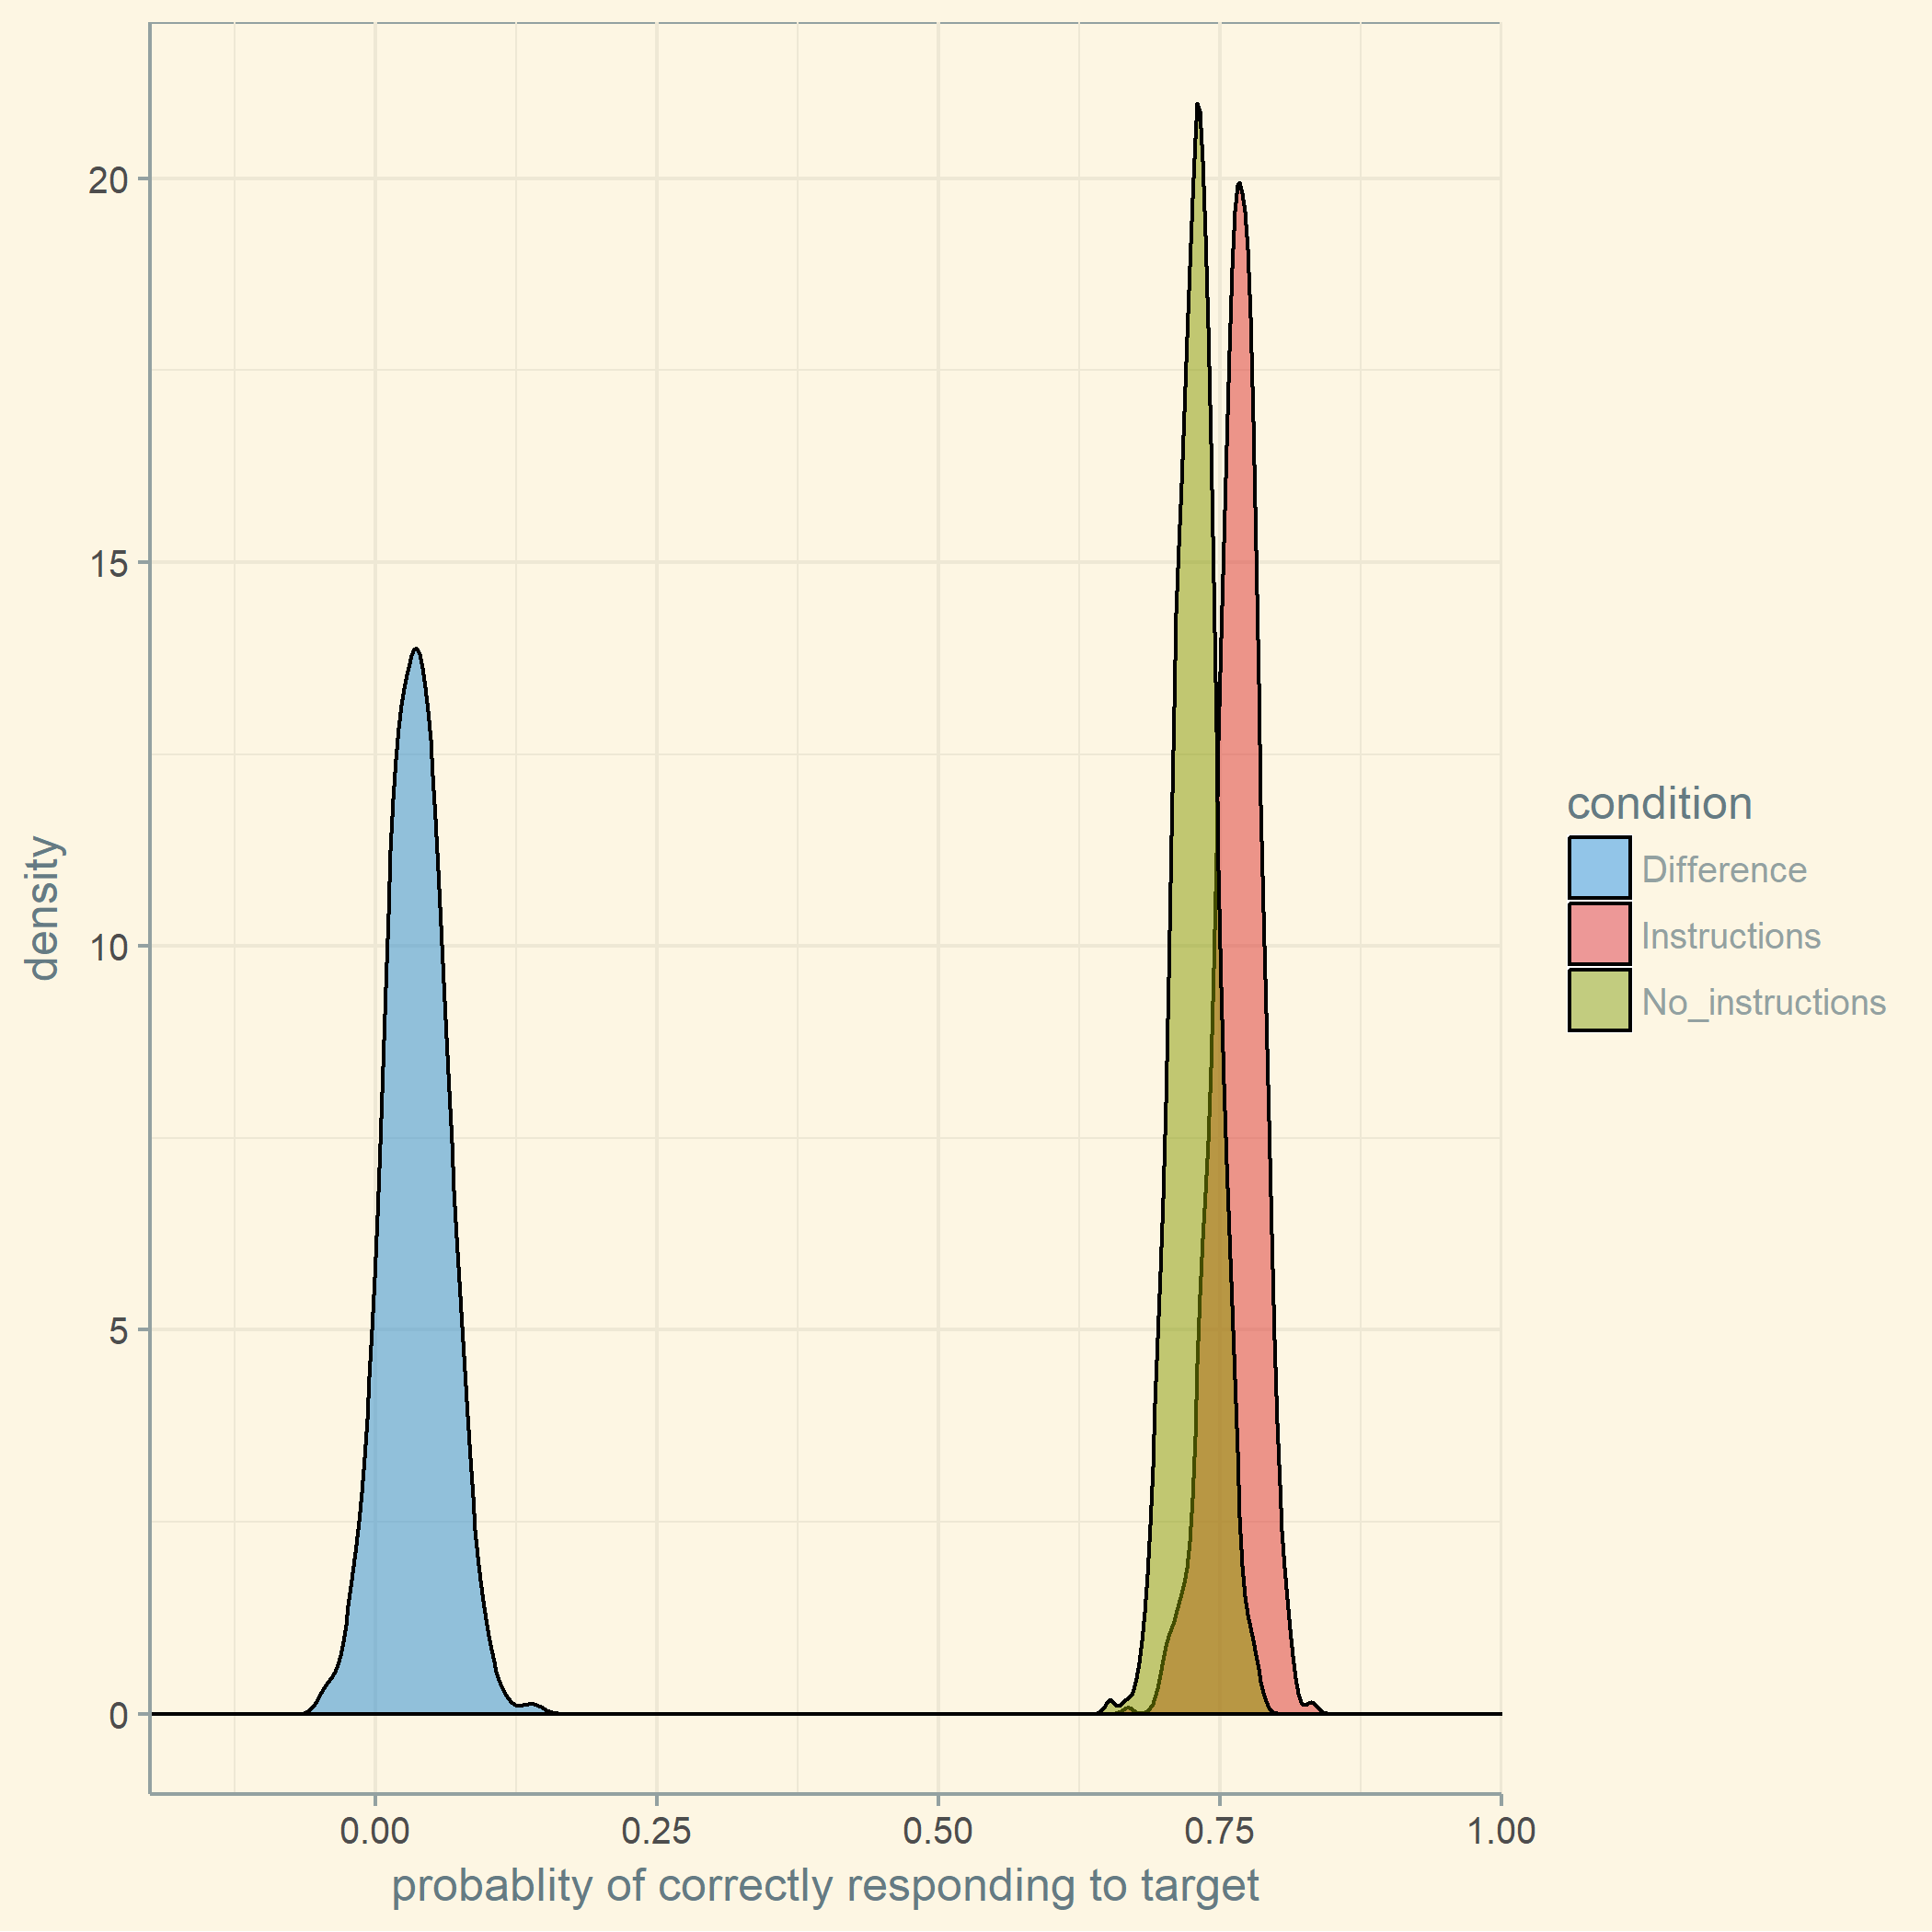 20
15
10
5
0
density
0.00 0.25 0.50 0.75 1.00
probablity of correctly responding to target
condition
Difference
Instructions
No_instructions